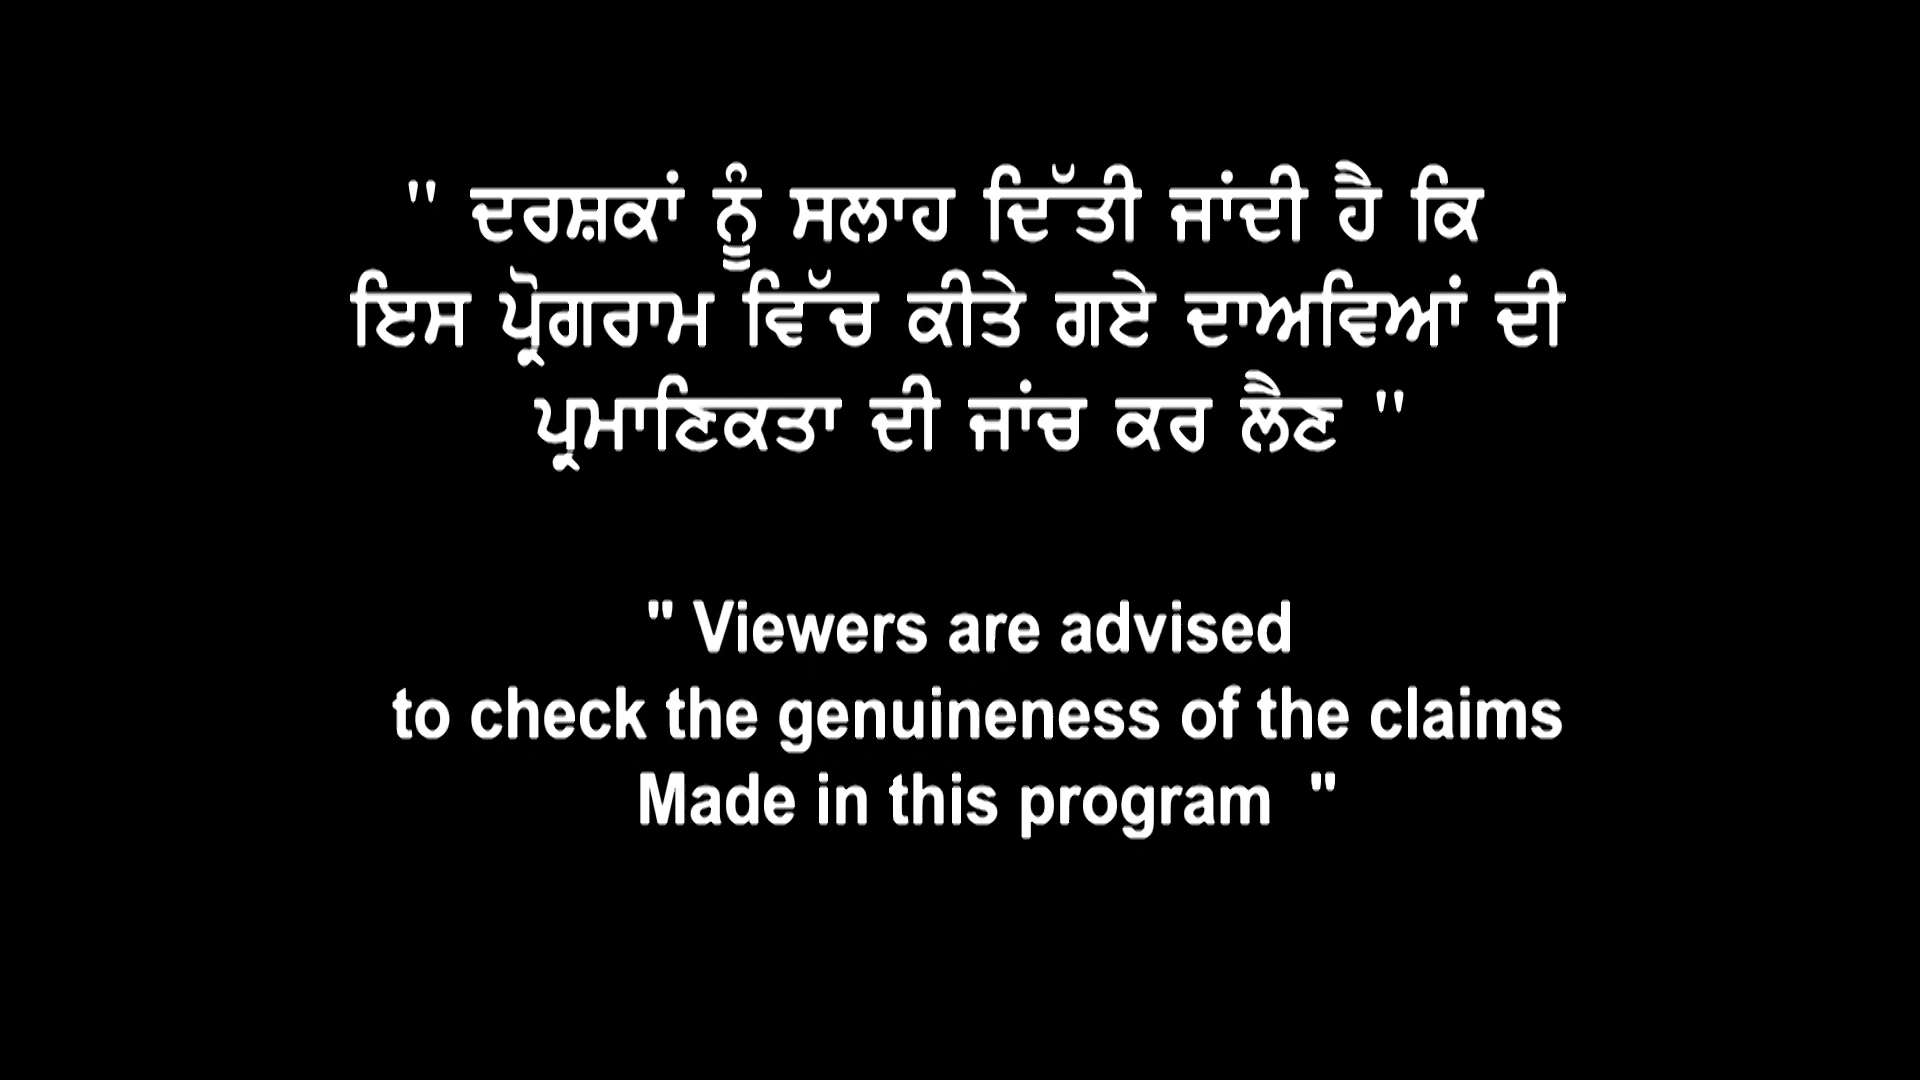 " ਦਰਸ਼ਕਾਂ ਨੂੰ ਸਲਾਹ ਦਿੱਤੀ ਜਾਂਦੀ ਹੈ ਕਿ
ਇਸ ਪ੍ਰੋਗਰਾਮ ਵਿੱਚ ਕੀਤੇ ਗਏ ਦਾਅਵਿਆਂ ਦੀ
ਪ੍ਰਮਾਣਿਕਤਾ ਦੀ ਜਾਂਚ ਕਰ ਲੈਣ "
" Viewers are advised
to check the genuineness of the claims
Made in this program "